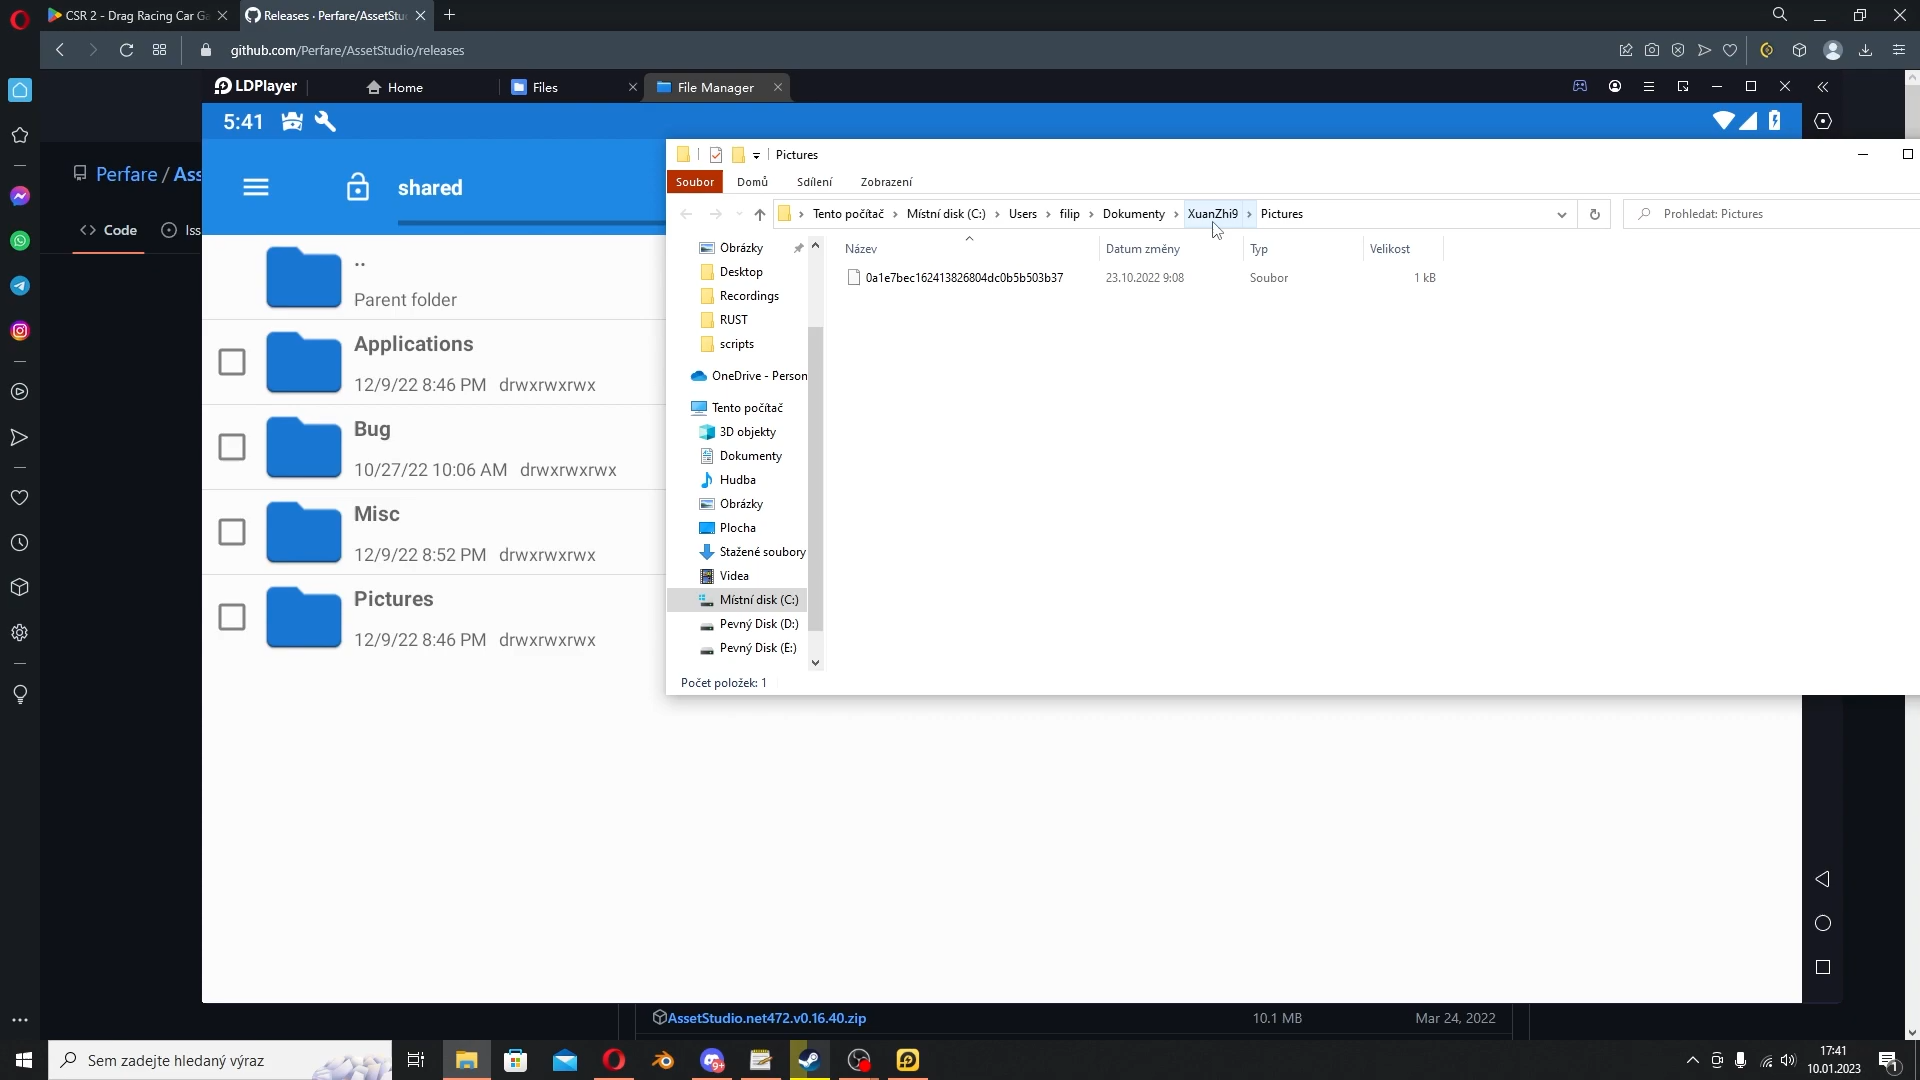 CSR 2 - Drag Racing Car Ga
Releases · Perfare/AssetStu
github.com/Perfare/AssetStudio/releases
LDPlayer
Home
Files
File Manager
5:41
shared
Perfare / Ass
Code
Iss
..
Parent folder
Applications
12/9/22 8:46 PM drwxrwxrwx
Bug
10/27/22 10:06 AM drwxrwxrwx
Misc
12/9/22 8:52 PM drwxrwxrwx
Pictures
12/9/22 8:46 PM drwxrwxrwx
Pictures
Soubor
Domů
Sdílení
Zobrazení
Tento počítač
Místní disk (C:)
Users
filip
Dokumenty
XuanZhi9
Pictures
Prohledat: Pictures
Název
Datum změny
Typ
Velikost
0a1e7bec162413826804dc0b5b503b37
23.10.2022 9:08
Soubor
1 kB
Obrázky
Desktop
Recordings
RUST
scripts
OneDrive - Person
Tento počítač
3D objekty
Dokumenty
Hudba
Obrázky
Plocha
Stažené soubory
Videa
Místní disk (C:)
Pevný Disk (D:)
Pevný Disk (E:)
Počet položek: 1
AssetStudio.net472.v0.16.40.zip
10.1 MB
Mar 24, 2022
Sem zadejte hledaný výraz
9+
17:41
10.01.2023
1